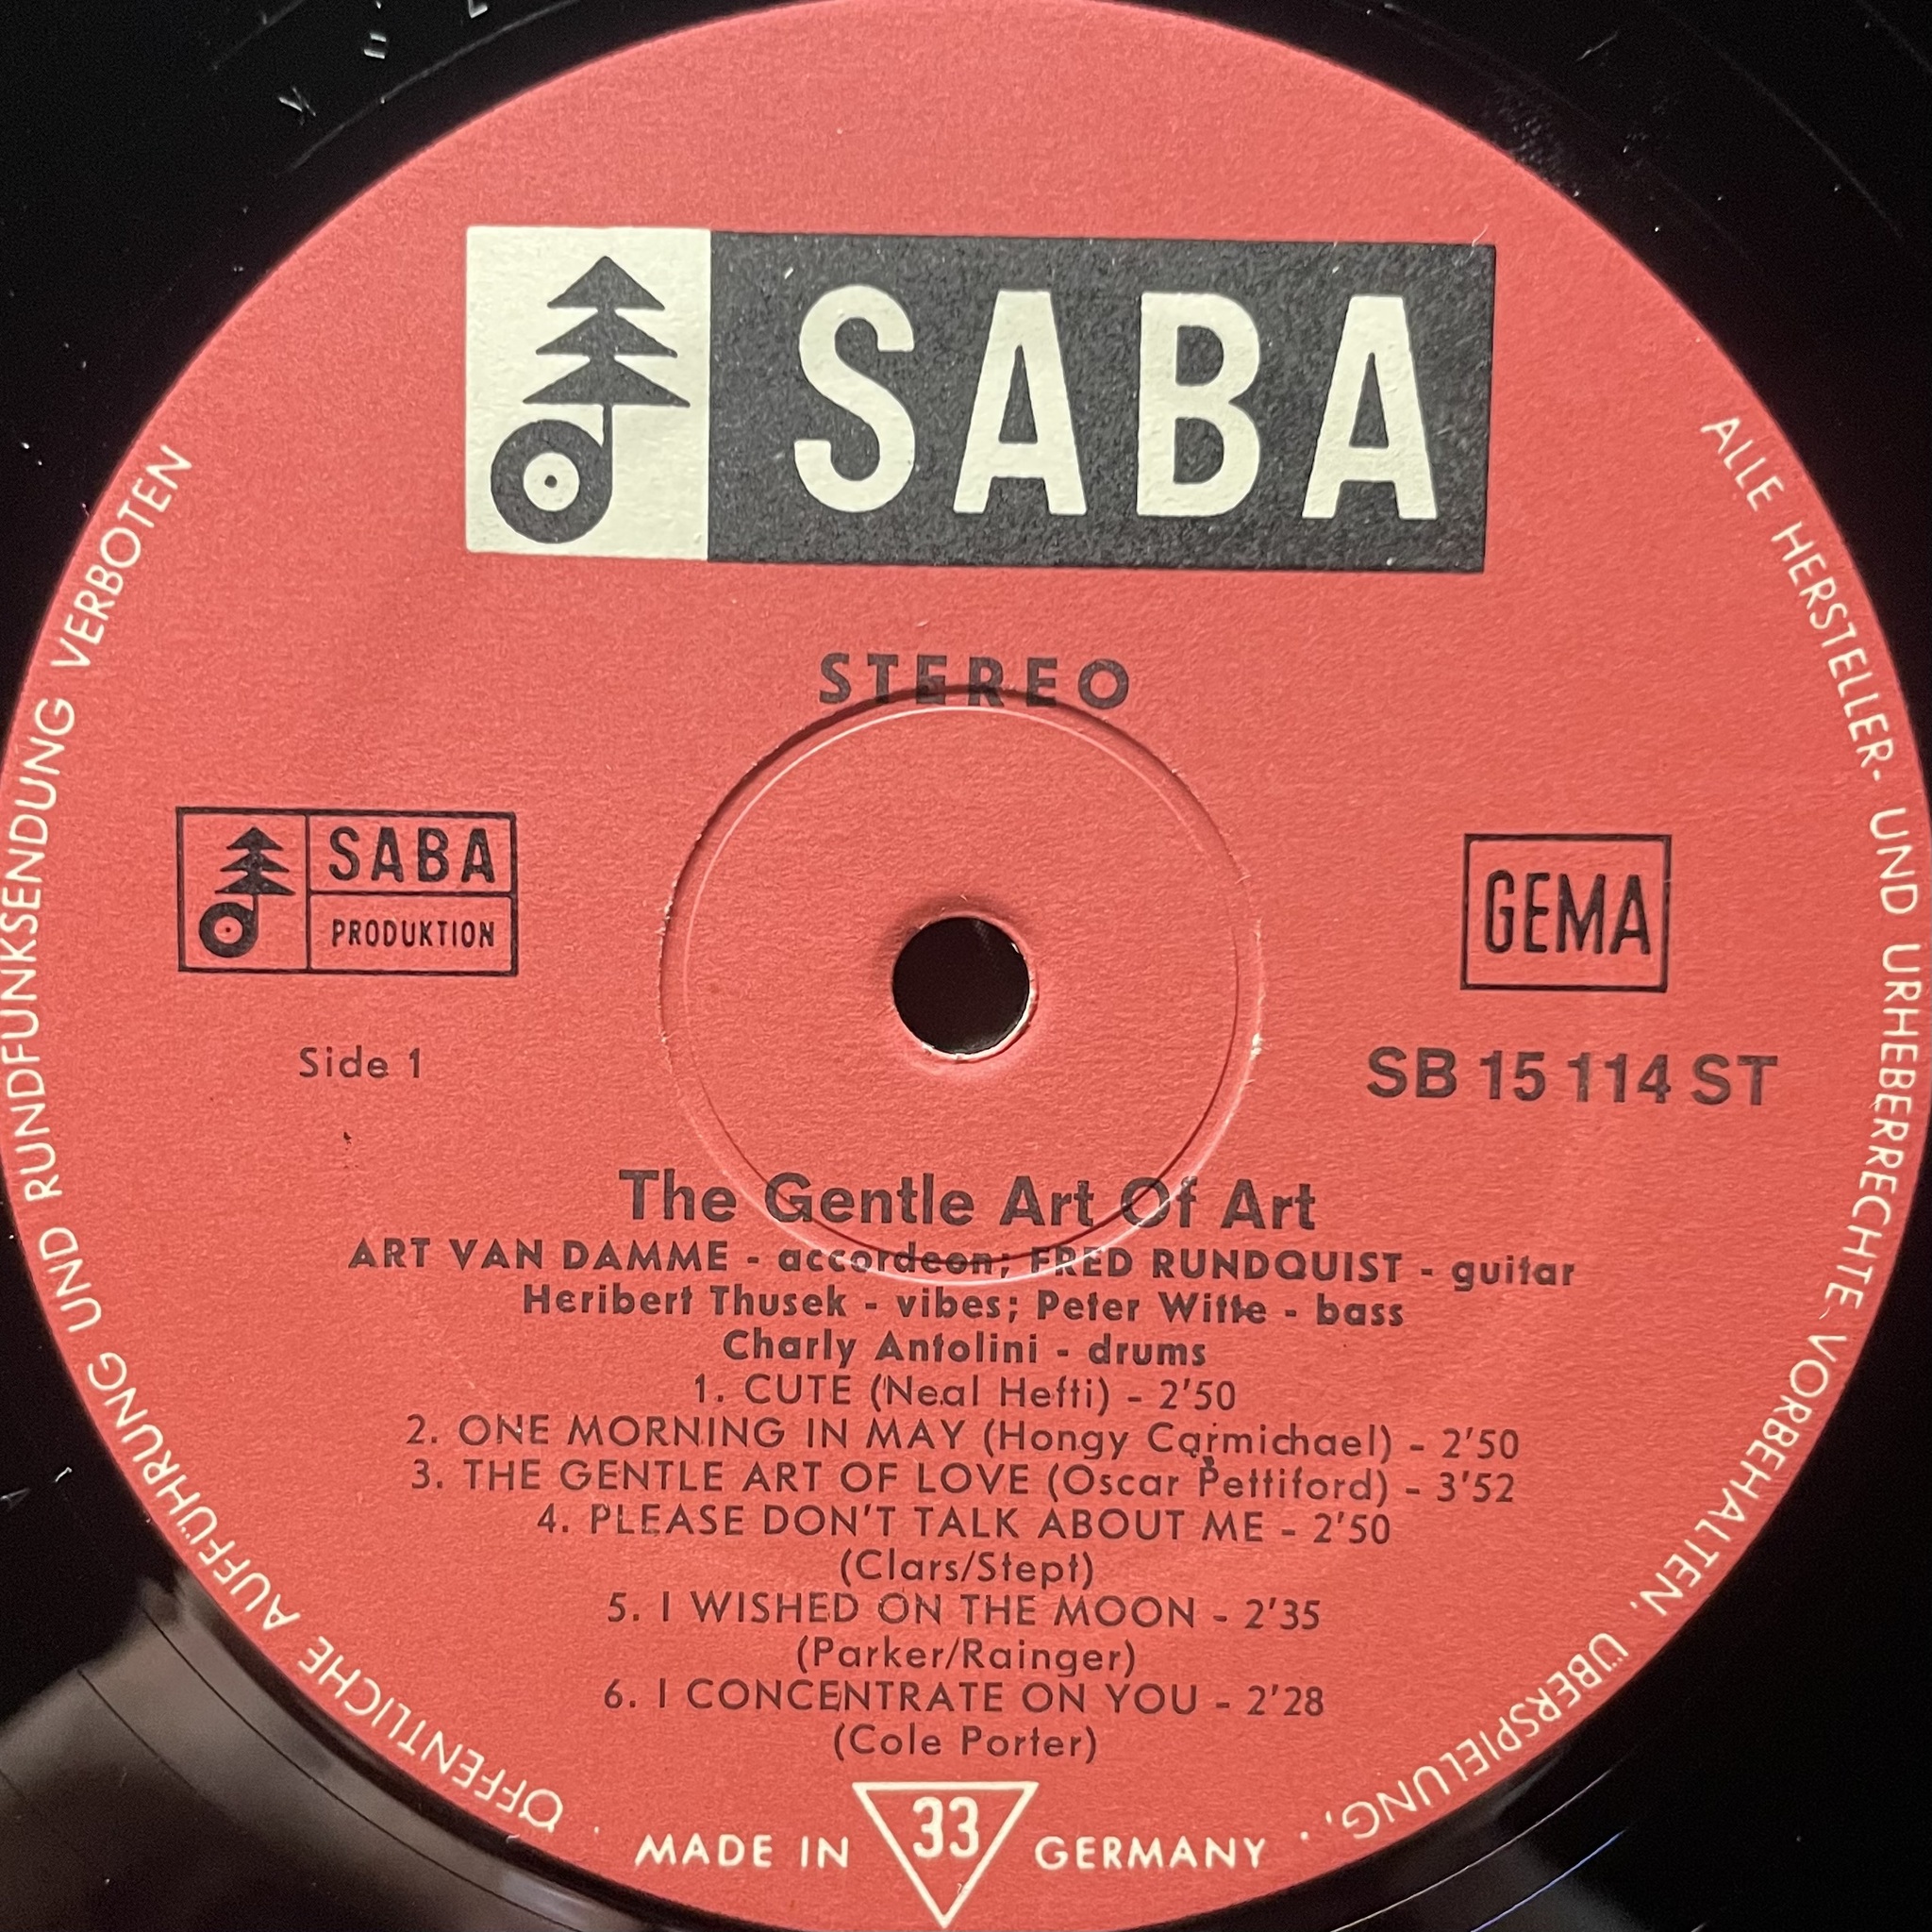 SABA
STEREO
SABA
PRODUKTION
GEMA
Side 1
SB 15 114 ST
The Gentle Art Of Art
ART VAN DAMME - accordeon; FRED RUNDQUIST - guitar
Heribert Thusek - vibes; Peter Witte - bass
Charly Antolini - drums
1. CUTE (Neal Hefti) - 2'50
2. ONE MORNING IN MAY (Hongy Carmichael) - 2'50
3. THE GENTLE ART OF LOVE (Oscar Pettiford) - 3'52
4. PLEASE DON'T TALK ABOUT ME - 2'50
(Clars/Stept)
5. I WISHED ON THE MOON - 2'35
(Parker/Rainger)
6. I CONCENTRATE ON YOU - 2'28
(Cole Porter)
MADE IN 33 GERMANY
ALLE HERSTELLER- UND URHEBERRECHTE VORBEHALTEN, ÜBERSPIELUNG, · ÖFFENTLICHE AUFFÜHRUNG UND RUNDFUNKSENDUNG VERBOTEN